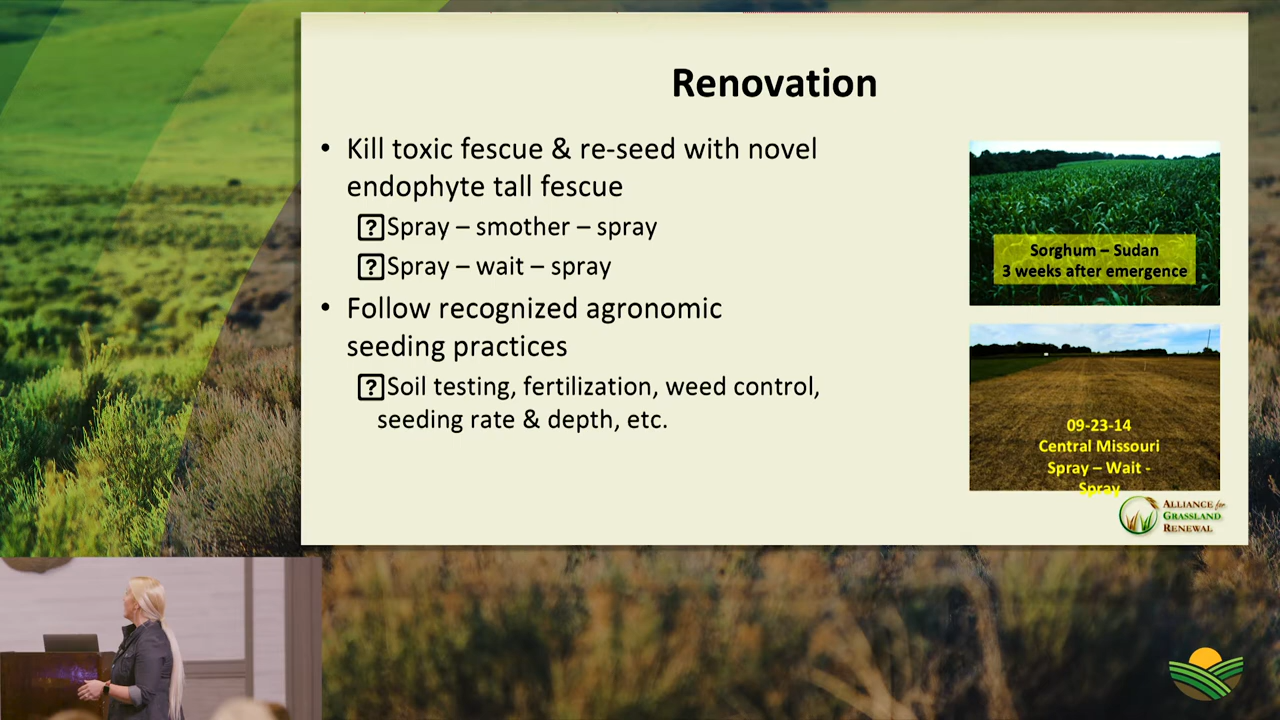 Renovation
• Kill toxic fescue & re-seed with novel
endophyte tall fescue
?Spray – smother – spray
?Spray – wait – spray
• Follow recognized agronomic
seeding practices
?Soil testing, fertilization, weed control,
seeding rate & depth, etc.
Sorghum – Sudan
3 weeks after emergence
09-23-14
Central Missouri
Spray – Wait -
Spray
ALLIANCE for
GRASSLAND
RENEWAL